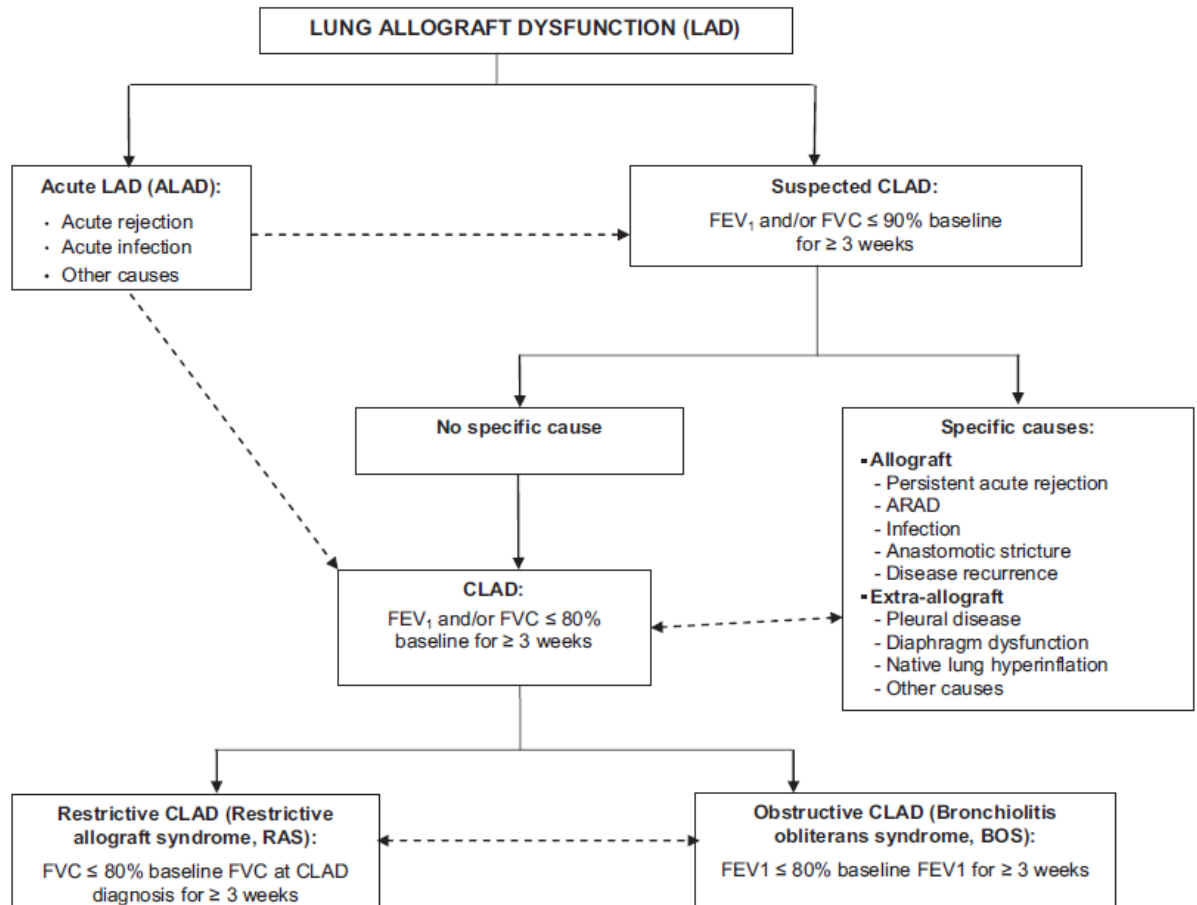 LUNG ALLOGRAFT DYSFUNCTION (LAD)
Acute LAD (ALAD):
· Acute rejection
· Acute infection
· Other causes
Suspected CLAD:
FEV₁ and/or FVC ≤ 90% baseline
for ≥ 3 weeks
No specific cause
Specific causes:
▪Allograft
- Persistent acute rejection
- ARAD
- Infection
- Anastomotic stricture
- Disease recurrence
▪Extra-allograft
- Pleural disease
- Diaphragm dysfunction
- Native lung hyperinflation
- Other causes
CLAD:
FEV₁ and/or FVC ≤ 80%
baseline for ≥ 3 weeks
Restrictive CLAD (Restrictive
allograft syndrome, RAS):
FVC ≤ 80% baseline FVC at CLAD
diagnosis for ≥ 3 weeks
Obstructive CLAD (Bronchiolitis
obliterans syndrome, BOS):
FEV1 ≤ 80% baseline FEV1 for ≥ 3 weeks